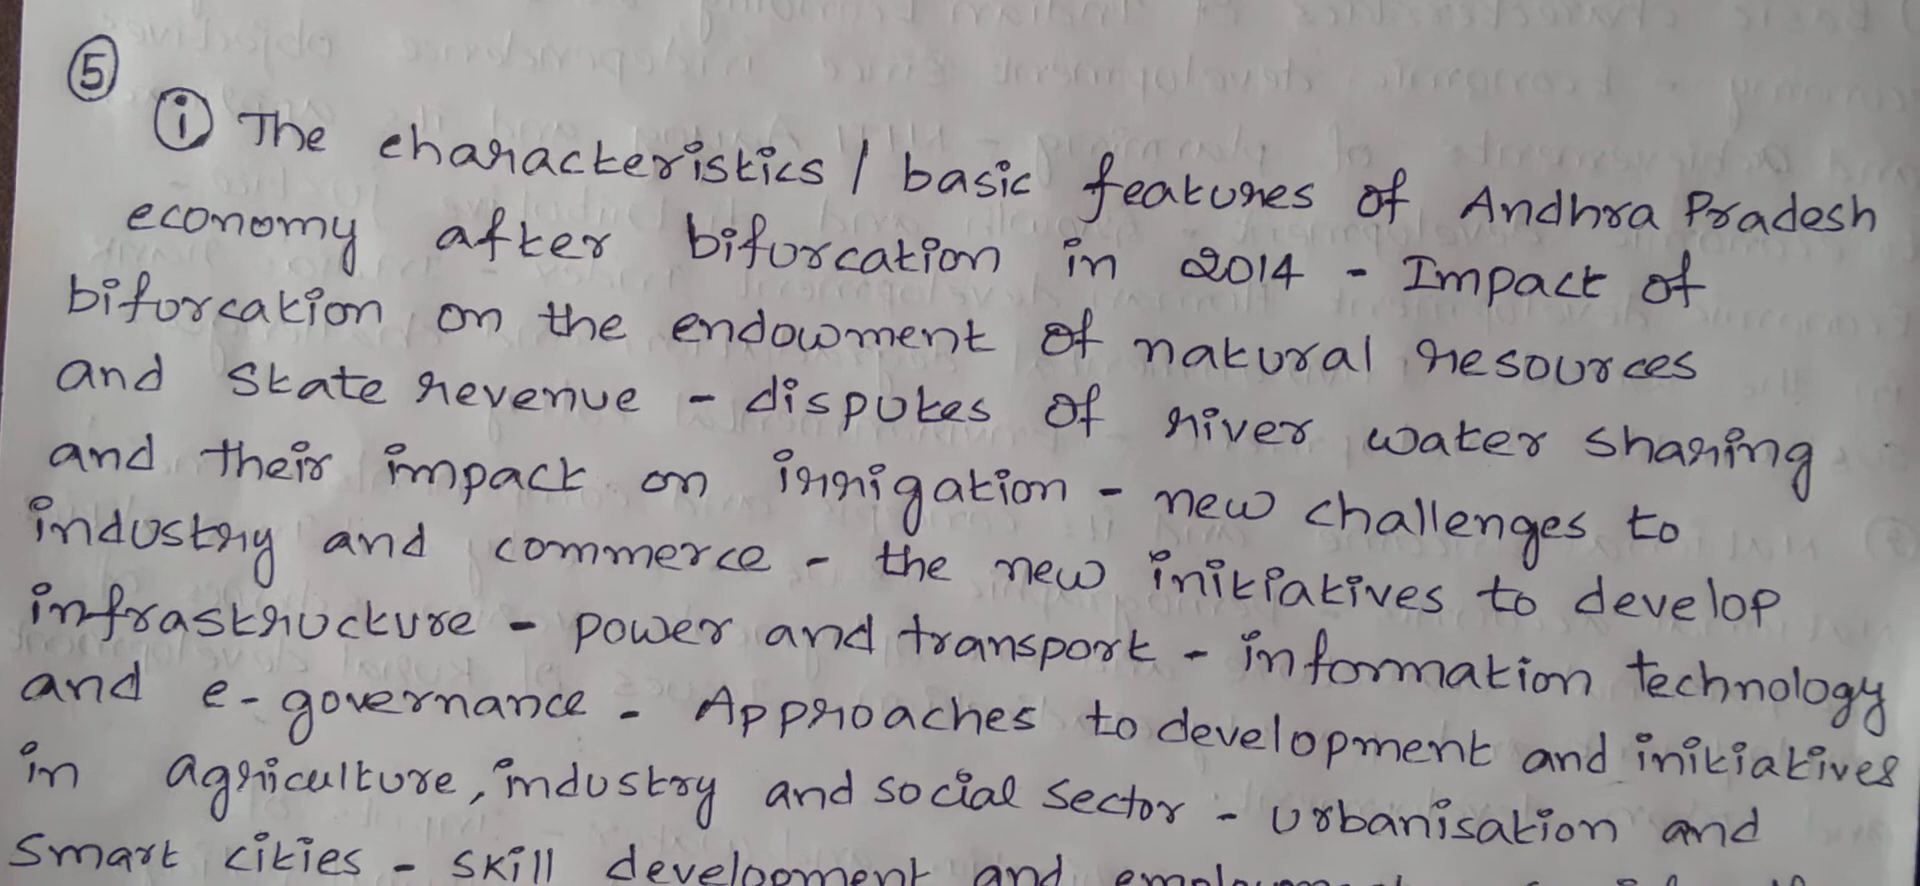 5
i The characteristics / basic features of Andhra Pradesh
economy after bifurcation in 2014 - Impact of
bifurcation on the endowment of natural resources
and State revenue - disputes of river water sharing
and their impact on irrigation - new challenges to
industry and commerce - the new initiatives to develop
infrastructure - power and transport - information technology
and e-governance - Approaches to development and initiatives
in agriculture, industry and social sector - urbanisation and
smart cities - skill development and